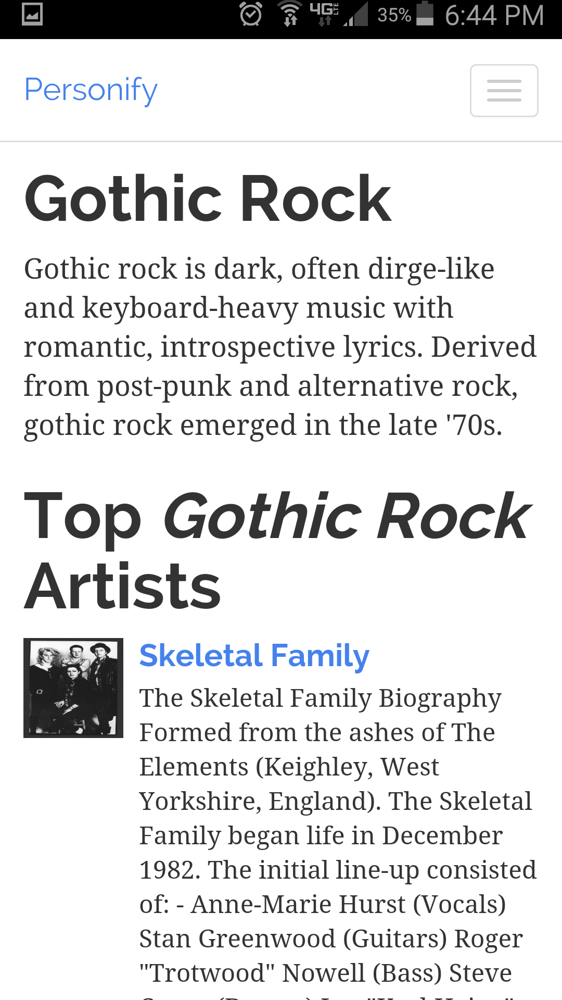 4G LTE 35% 6:44 PM
Personify
Gothic Rock
Gothic rock is dark, often dirge-like
and keyboard-heavy music with
romantic, introspective lyrics. Derived
from post-punk and alternative rock,
gothic rock emerged in the late '70s.
Top Gothic Rock
Artists
Skeletal Family
The Skeletal Family Biography
Formed from the ashes of The
Elements (Keighley, West
Yorkshire, England). The Skeletal
Family began life in December
1982. The initial line-up consisted
of: - Anne-Marie Hurst (Vocals)
Stan Greenwood (Guitars) Roger
"Trotwood" Nowell (Bass) Steve